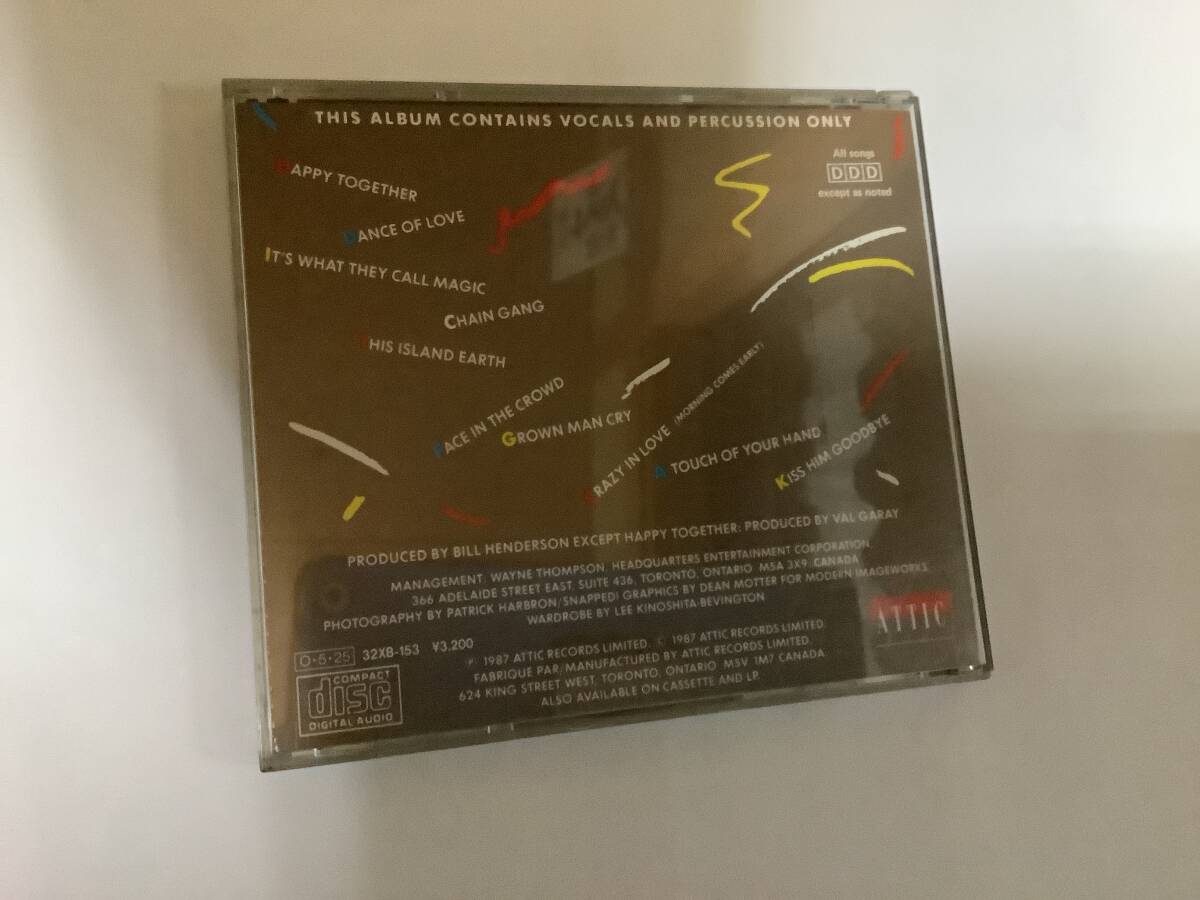 THIS ALBUM CONTAINS VOCALS AND PERCUSSION ONLY
All songs
DDD
except as noted
HAPPY TOGETHER
DANCE OF LOVE
IT'S WHAT THEY CALL MAGIC
CHAIN GANG
THIS ISLAND EARTH
FACE IN THE CROWD
GROWN MAN CRY
CRAZY IN LOVE (MORNING COMES EARLY)
A TOUCH OF YOUR HAND
KISS HIM GOODBYE
PRODUCED BY BILL HENDERSON EXCEPT HAPPY TOGETHER: PRODUCED BY VAL GARAY
MANAGEMENT: WAYNE THOMPSON, HEADQUARTERS ENTERTAINMENT CORPORATION,
366 ADELAIDE STREET EAST, SUITE 436, TORONTO, ONTARIO M5A 3X9 CANADA
PHOTOGRAPHY BY PATRICK HARBRON/SNAPPED! GRAPHICS BY DEAN MOTTER FOR MODERN IMAGEWORKS
WARDROBE BY LEE KINOSHITA-BEVINGTON
ATTIC
O·5·25 32XB-153 ¥3,200
COMPACT
disc
DIGITAL AUDIO
℗ 1987 ATTIC RECORDS LIMITED. © 1987 ATTIC RECORDS LIMITED.
FABRIQUE PAR/MANUFACTURED BY ATTIC RECORDS LIMITED.
624 KING STREET WEST, TORONTO, ONTARIO M5V 1M7 CANADA
ALSO AVAILABLE ON CASSETTE AND LP.